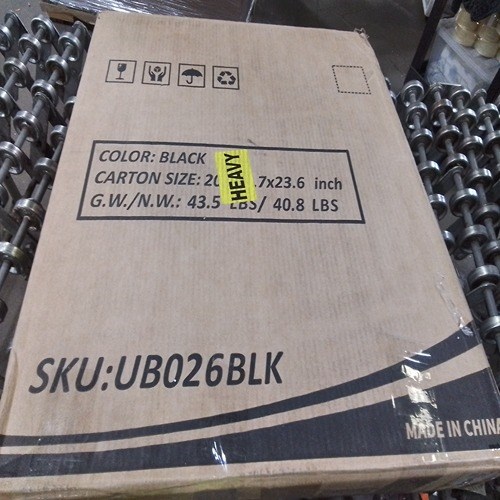 COLOR: BLACK
CARTON SIZE: 20 .7x23.6 inch
G.W./N.W.: 43.5 LBS/ 40.8 LBS
HEAVY
SKU:UB026BLK
MADE IN CHINA